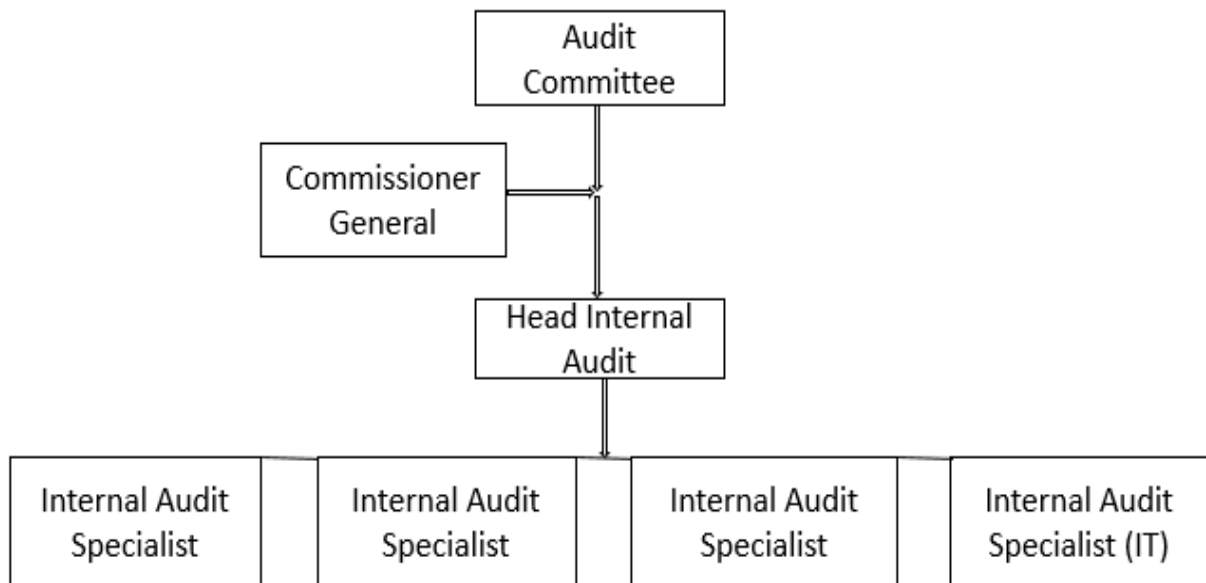 Audit
Committee
Commissioner
General
Head Internal
Audit
Internal Audit
Specialist
Internal Audit
Specialist
Internal Audit
Specialist
Internal Audit
Specialist (IT)